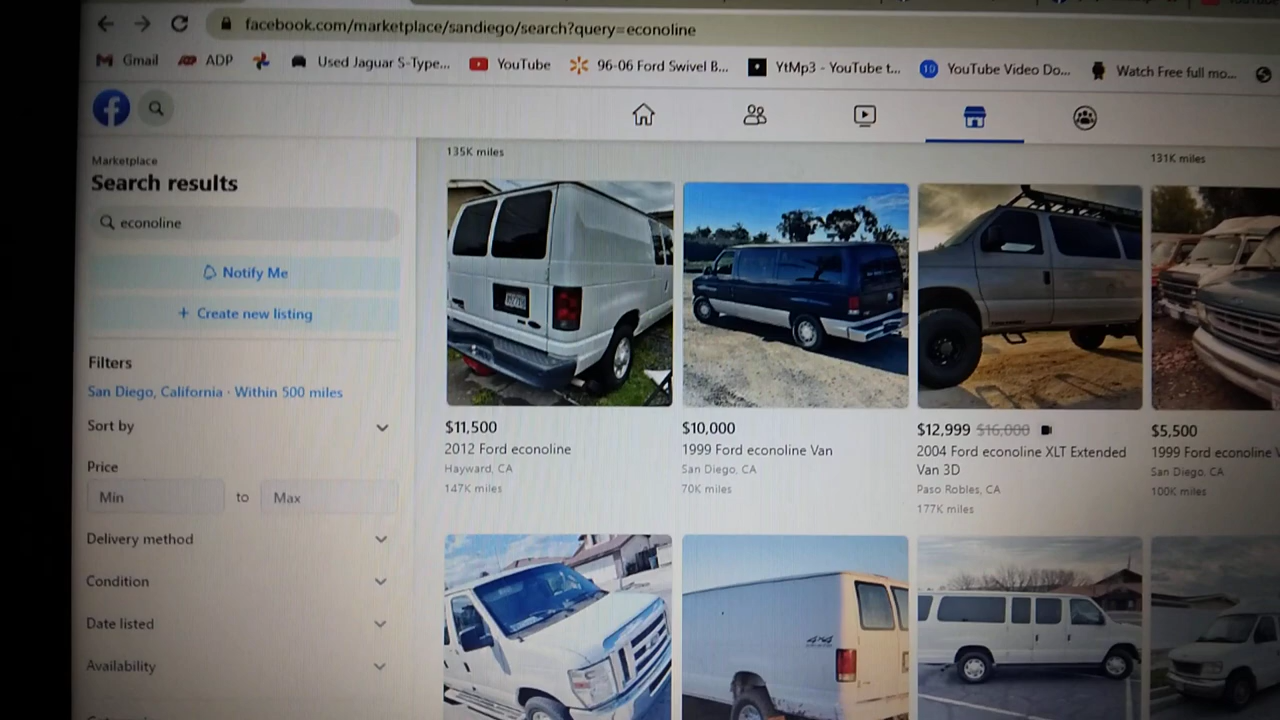 facebook.com/marketplace/sandiego/search?query=econoline
Gmail
ADP
Used Jaguar S-Type...
YouTube
96-06 Ford Swivel B...
YtMp3 - YouTube t...
10
YouTube Video Do...
Watch Free full mo...
Marketplace
Search results
econoline
Notify Me
+ Create new listing
Filters
San Diego, California · Within 500 miles
Sort by
Price
Min
to
Max
Delivery method
Condition
Date listed
Availability
135K miles
131K miles
$11,500
2012 Ford econoline
Hayward, CA
147K miles
$10,000
1999 Ford econoline Van
San Diego, CA
70K miles
$12,999 $16,000
2004 Ford econoline XLT Extended
Van 3D
Paso Robles, CA
177K miles
$5,500
1999 Ford econoline
San Diego, CA
100K miles
4x4